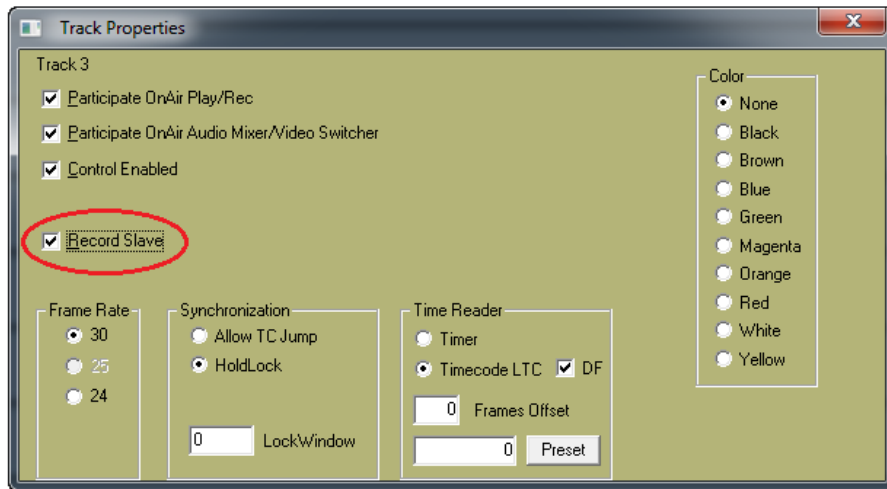 Track Properties
Track 3
Participate OnAir Play/Rec
Participate OnAir Audio Mixer/Video Switcher
Control Enabled
Record Slave
Frame Rate
30
25
24
Synchronization
Allow TC Jump
HoldLock
0 LockWindow
Time Reader
Timer
Timecode LTC DF
0 Frames Offset
0 Preset
Color
None
Black
Brown
Blue
Green
Magenta
Orange
Red
White
Yellow